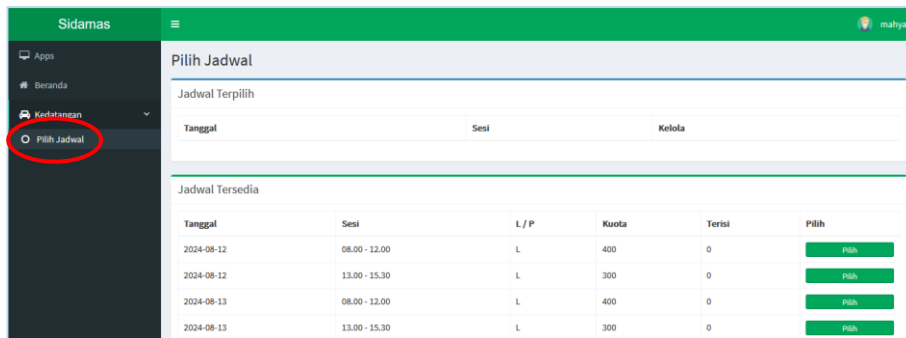 Sidamas
mahya
Apps
Beranda
Kedatangan
Pilih Jadwal
Pilih Jadwal
Jadwal Terpilih
Tanggal Sesi Kelola
Jadwal Tersedia
Tanggal Sesi L / P Kuota Terisi Pilih
2024-08-12 08.00 - 12.00 L 400 0 Pilih
2024-08-12 13.00 - 15.30 L 300 0 Pilih
2024-08-13 08.00 - 12.00 L 400 0 Pilih
2024-08-13 13.00 - 15.30 L 300 0 Pilih